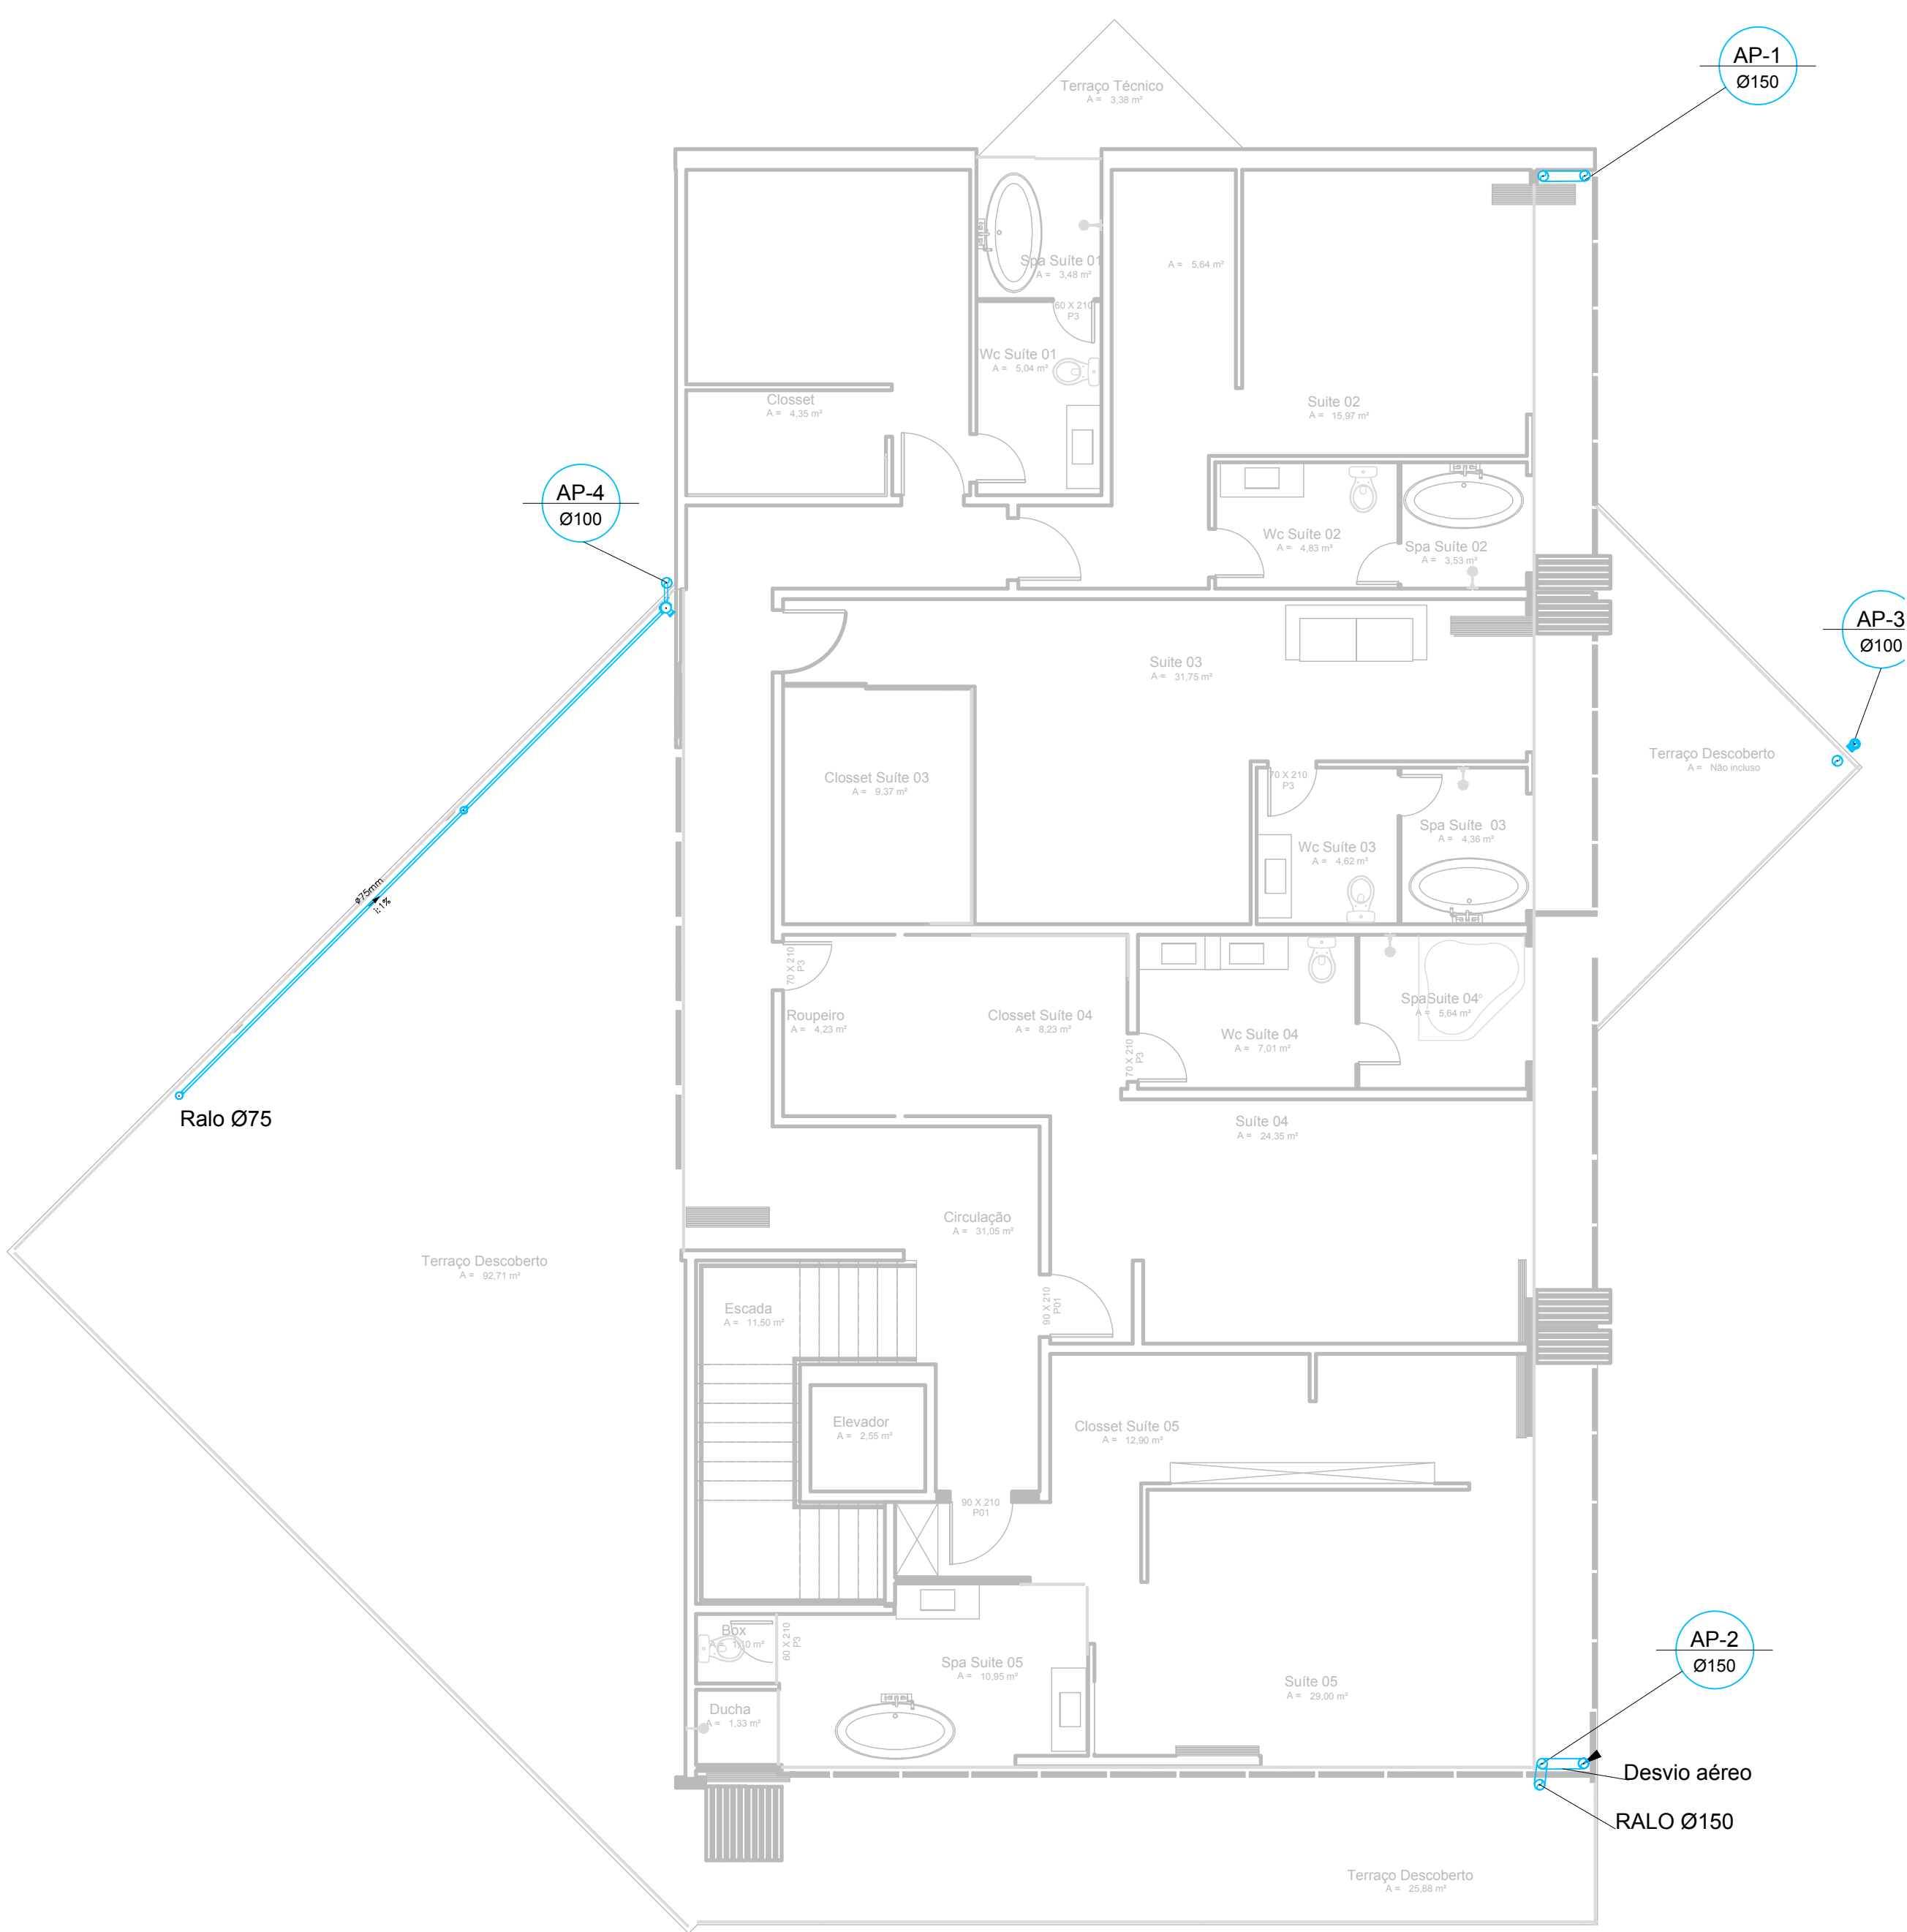 AP-1
Ø150
Terraço Técnico
A = 3,38 m²
Spa Suíte 01
A = 3,48 m²
A = 5,64 m²
60 X 210
P3
Wc Suíte 01
A = 5,04 m²
Closset
A = 4,35 m²
Suite 02
A = 15,97 m²
AP-4
Ø100
Wc Suíte 02
A = 4,83 m²
Spa Suíte 02
A = 3,53 m²
AP-3
Ø100
Suite 03
A = 31,75 m²
Terraço Descoberto
A = Não incluso
Closset Suíte 03
A = 9,37 m²
70 X 210
P3
Spa Suíte 03
A = 4,36 m²
Wc Suíte 03
A = 4,62 m²
ø75mm
i:1%
70 X 210
P3
Roupeiro
A = 4,23 m²
Closset Suíte 04
A = 8,23 m²
SpaSuite 04
A = 5,64 m²
Wc Suíte 04
A = 7,01 m²
70 X 210
P3
Ralo Ø75
Suíte 04
A = 24,35 m²
Circulação
A = 31,05 m²
Terraço Descoberto
A = 92,71 m²
Escada
A = 11,50 m²
90 X 210
P01
Elevador
A = 2,55 m²
Closset Suíte 05
A = 12,90 m²
90 X 210
P01
Box
60 X 210
P3
AP-2
Ø150
Spa Suite 05
A = 10,95 m²
Suíte 05
A = 29,00 m²
Ducha
A = 1,33 m²
Desvio aéreo
RALO Ø150
Terraço Descoberto
A = 25,88 m²